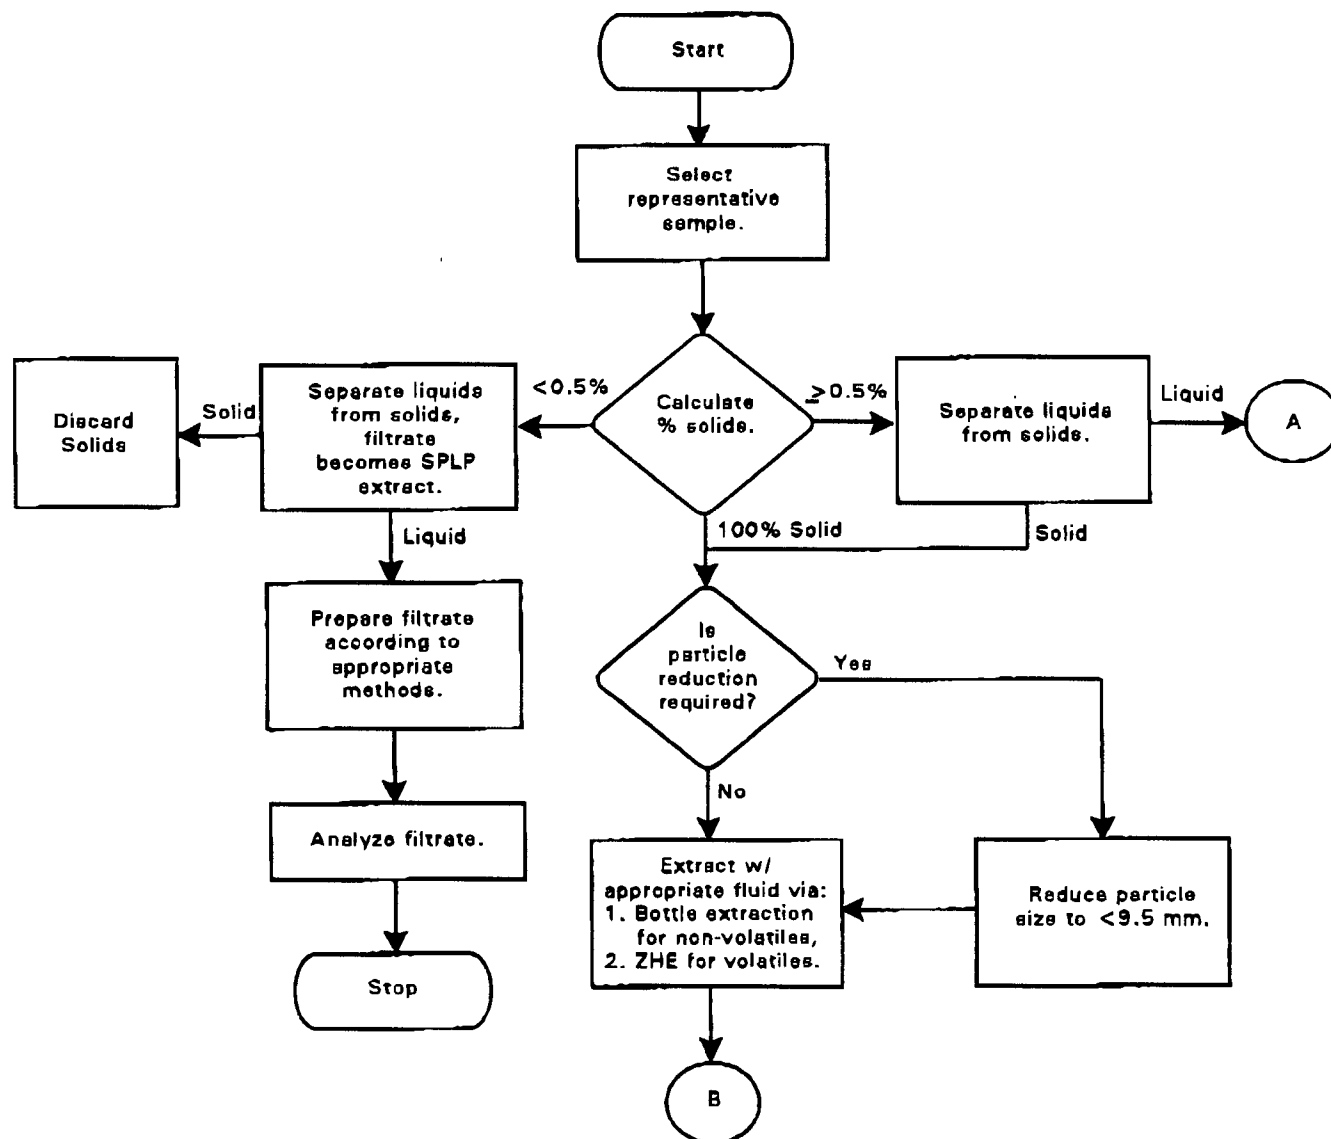 Start
Select
representative
sample.
Calculate
% solids.
<0.5%
≥0.5%
Separate liquids
from solids,
filtrate
becomes SPLP
extract.
Solid
Discard
Solids
Separate liquids
from solids.
Liquid
A
Liquid
100% Solid
Solid
Prepare filtrate
according to
appropriate
methods.
Is
particle
reduction
required?
Yes
No
Analyze filtrate.
Extract w/
appropriate fluid via:
1. Bottle extraction
for non-volatiles,
2. ZHE for volatiles.
Reduce particle
size to <9.5 mm.
Stop
B